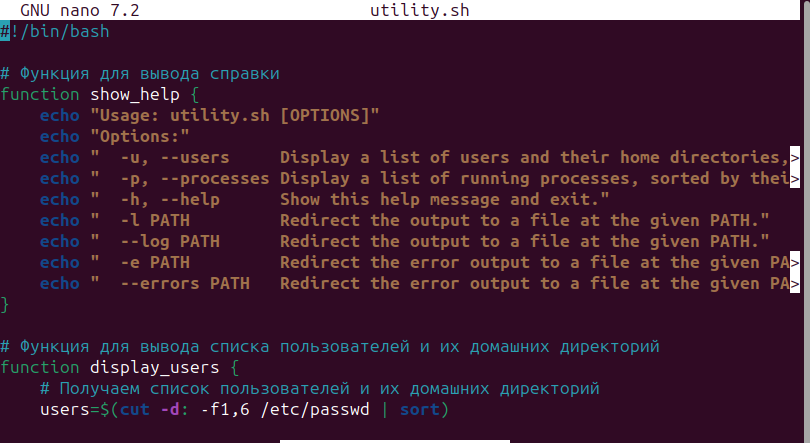 GNU nano 7.2 utility.sh
#!/bin/bash
# Функция для вывода справки
function show_help {
    echo "Usage: utility.sh [OPTIONS]"
    echo "Options:"
    echo "  -u, --users     Display a list of users and their home directories,>
    echo "  -p, --processes Display a list of running processes, sorted by thei>
    echo "  -h, --help      Show this help message and exit."
    echo "  -l PATH         Redirect the output to a file at the given PATH."
    echo "  --log PATH      Redirect the output to a file at the given PATH."
    echo "  -e PATH         Redirect the error output to a file at the given PA>
    echo "  --errors PATH   Redirect the error output to a file at the given PA>
}
# Функция для вывода списка пользователей и их домашних директорий
function display_users {
    # Получаем список пользователей и их домашних директорий
    users=$(cut -d: -f1,6 /etc/passwd | sort)